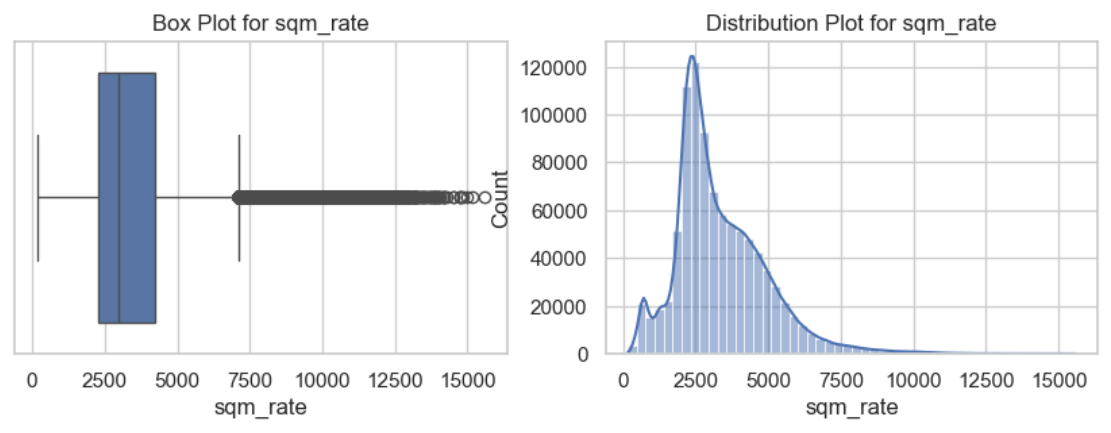 Box Plot for sqm_rate
0 2500 5000 7500 10000 12500 15000
sqm_rate
Distribution Plot for sqm_rate
Count
120000
100000
80000
60000
40000
20000
0
0 2500 5000 7500 10000 12500 15000
sqm_rate